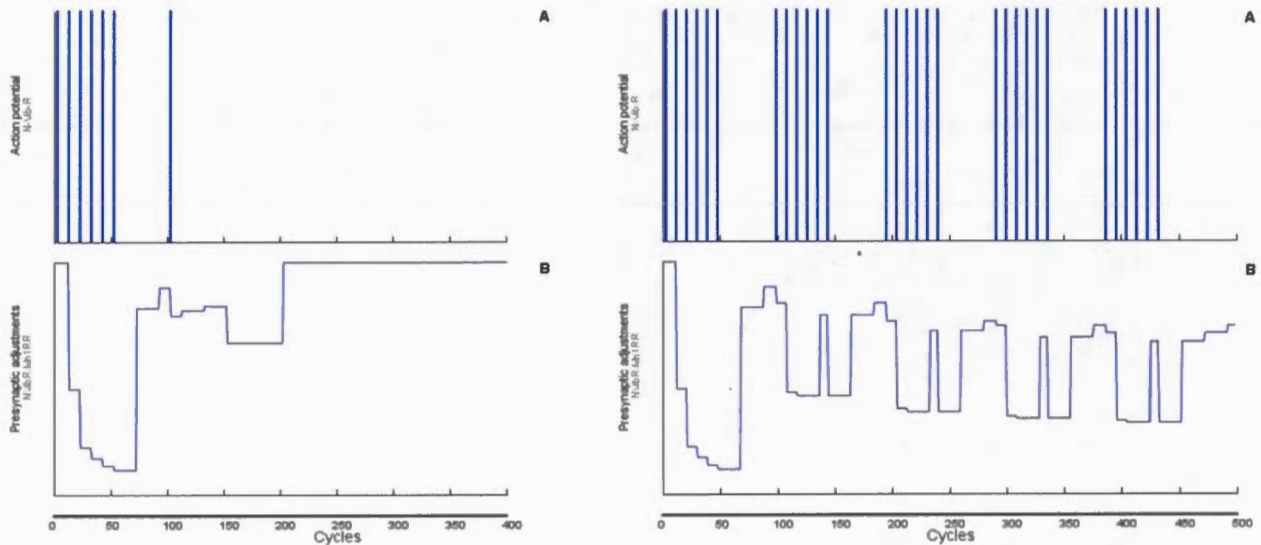 A
Action potential
B
Presynaptic adjustments
0 50 100 150 200 250 300 350 400
Cycles
A
Action potential
B
Presynaptic adjustments
0 50 100 150 200 250 300 350 400 450 500
Cycles